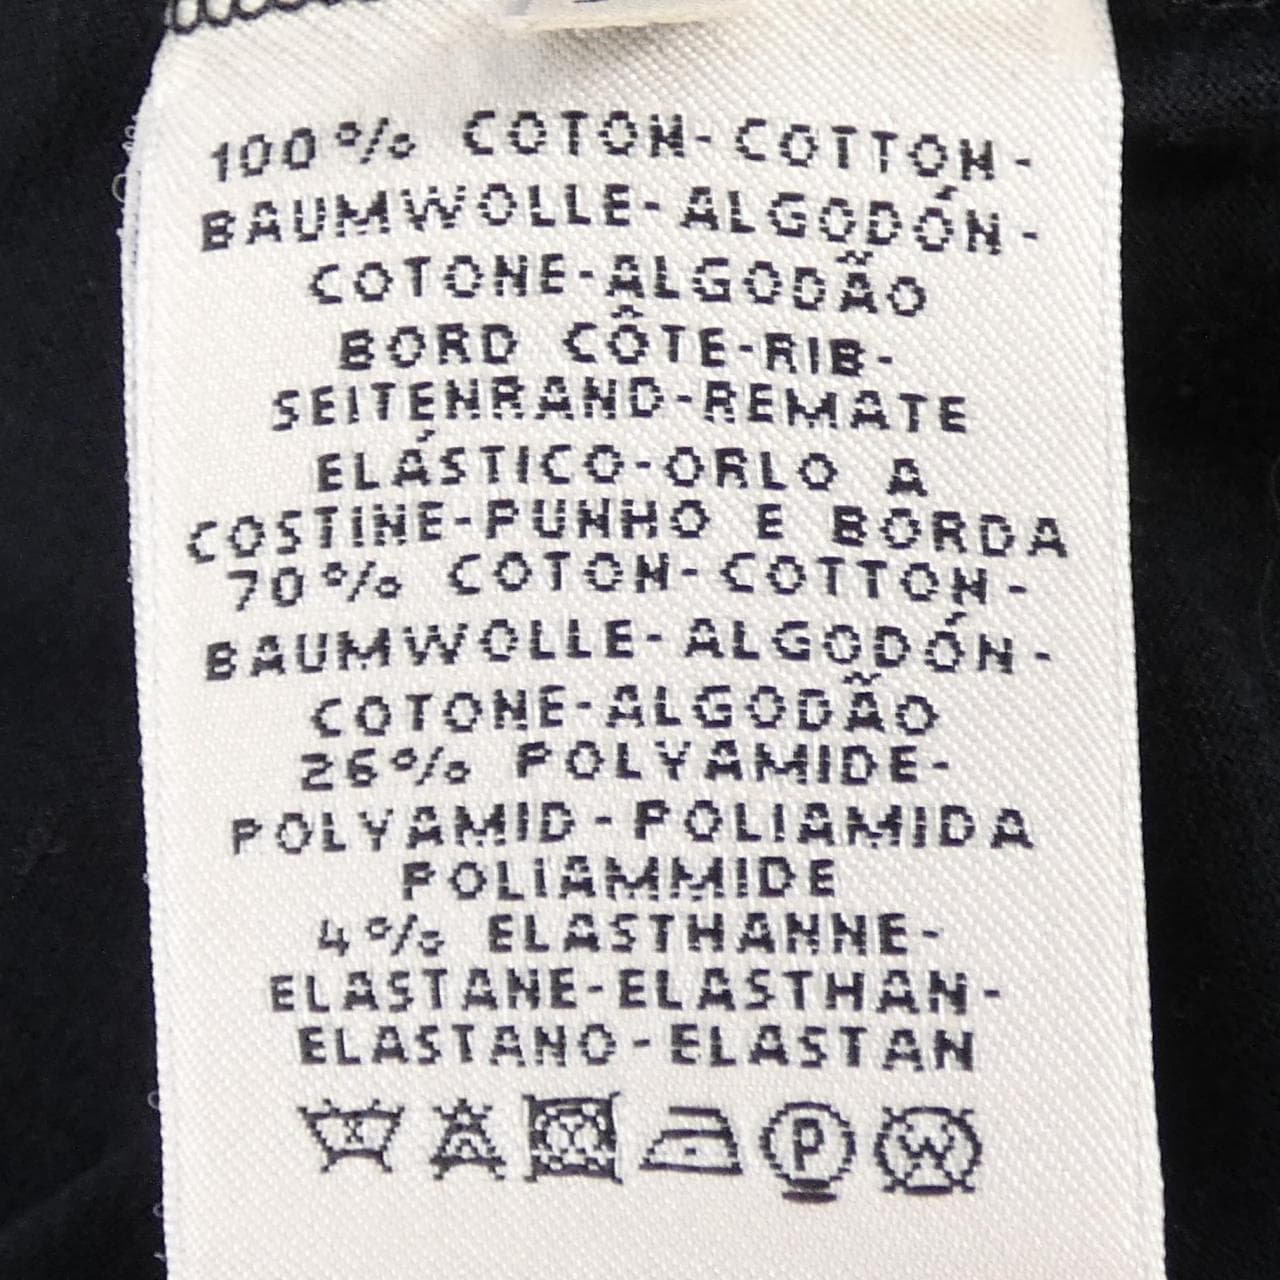 100% COTON-COTTON-
BAUMWOLLE-ALGODÓN-
COTONE-ALGODÃO
BORD CÔTE-RIB-
SEITENRAND-REMATE
ELÁSTICO-ORLO A
COSTINE-PUNHO E BORDA
70% COTON-COTTON-
BAUMWOLLE-ALGODÓN-
COTONE-ALGODÃO
26% POLYAMIDE-
POLYAMID-POLIAMIDA
POLIAMMIDE
4% ELASTHANNE-
ELASTANE-ELASTHAN-
ELASTANO-ELASTAN
P W